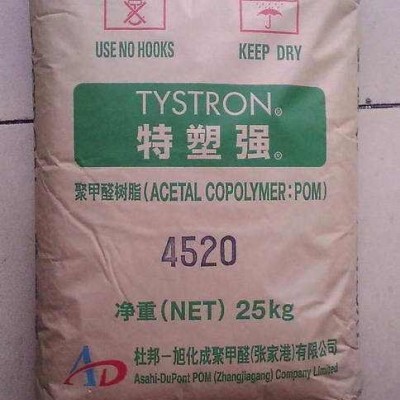 USE NO HOOKS KEEP DRY
TYSTRON®
特塑强®
聚甲醛树脂(ACETAL COPOLYMER:POM)
4520
净重(NET) 25kg
AD
杜邦一旭化成聚甲醛(张家港)有限公司
Asahi-DuPont POM (Zhangjiagang) Company Limited